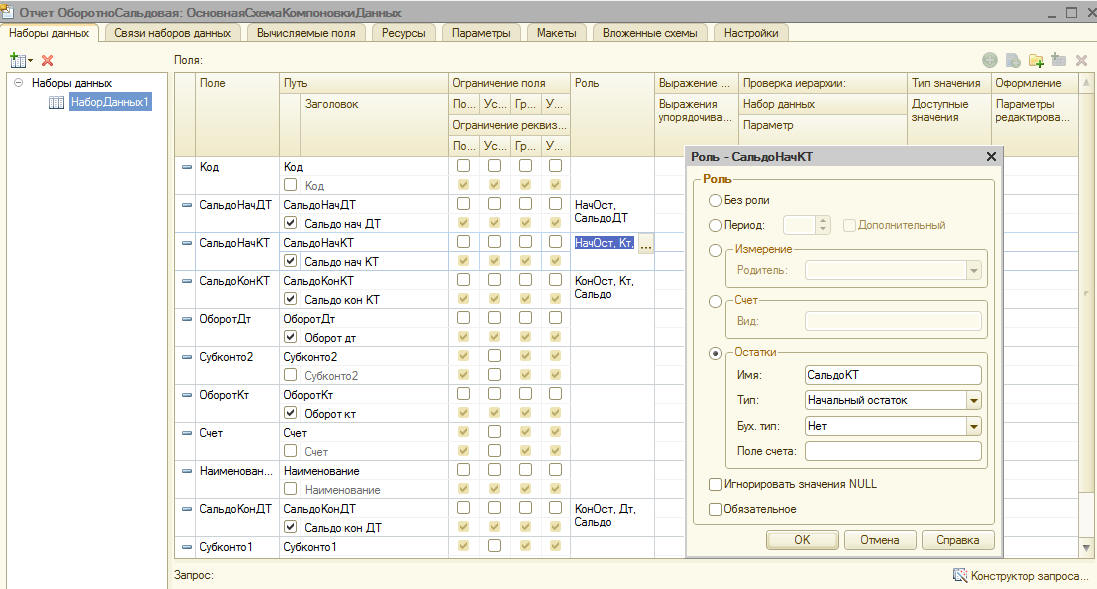 Отчет ОборотноСальдовая: ОсновнаяСхемаКомпоновкиДанных
Наборы данных
Связи наборов данных
Вычисляемые поля
Ресурсы
Параметры
Макеты
Вложенные схемы
Настройки
Поля:
Наборы данных
НаборДанных1
Поле
Путь
Ограничение поля
Роль
Выражение ...
Проверка иерархии:
Тип значения
Оформление
Заголовок
По... Ус... Гр... У...
Выражения упорядочива...
Набор данных
Доступные значения
Параметры редактирова...
Ограничение реквиз...
Параметр
По... Ус... Гр... У...
Код
Код
Код
СальдоНачДТ
СальдоНачДТ
НачОст, СальдоДТ
Сальдо нач ДТ
СальдоНачКТ
СальдоНачКТ
НачОст, Кт, ...
Сальдо нач КТ
СальдоКонКТ
СальдоКонКТ
КонОст, Кт, Сальдо
Сальдо кон КТ
ОборотДт
ОборотДт
Оборот дт
Субконто2
Субконто2
Субконто2
ОборотКт
ОборотКт
Оборот кт
Счет
Счет
Счет
Наименован...
Наименование
Наименование
СальдоКонДТ
СальдоКонДТ
КонОст, Дт, Сальдо
Сальдо кон ДТ
Субконто1
Субконто1
Запрос:
Конструктор запроса...
Роль - СальдоНачКТ
Роль
Без роли
Период:
Дополнительный
Измерение
Родитель:
Счет
Вид:
Остатки
Имя:
СальдоКТ
Тип:
Начальный остаток
Бух. тип:
Нет
Поле счета:
Игнорировать значения NULL
Обязательное
OK
Отмена
Справка